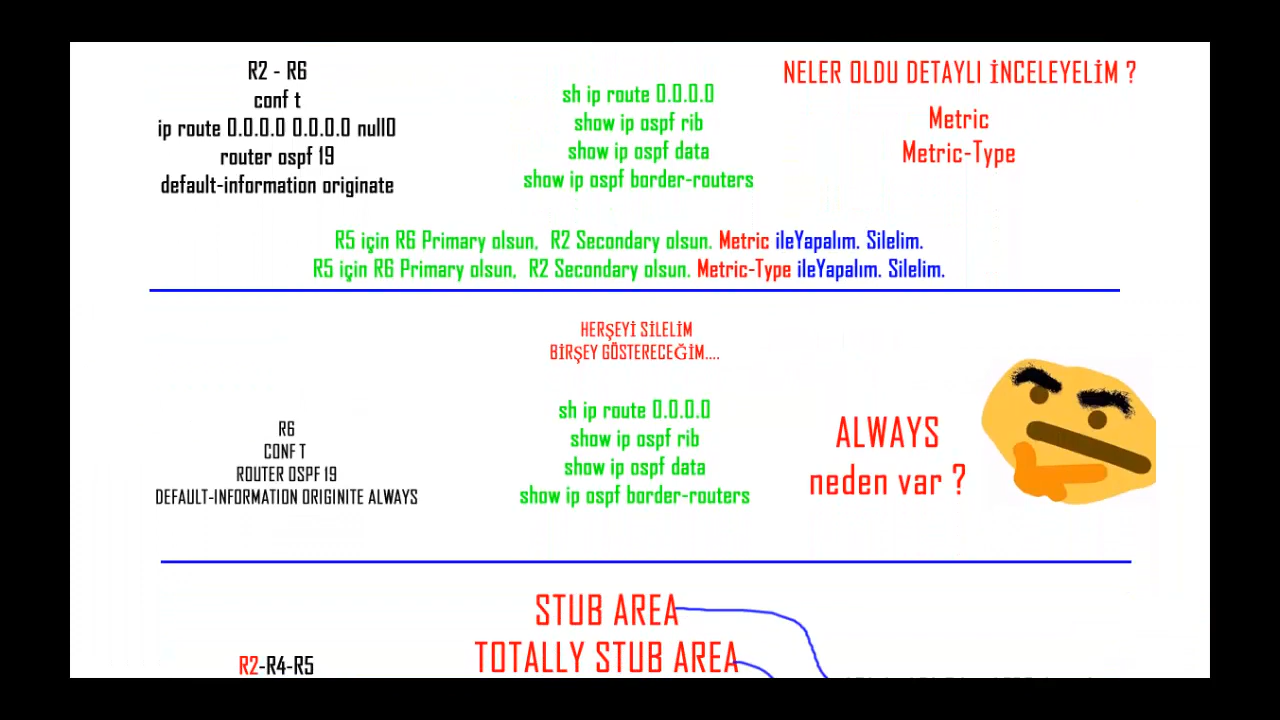 R2 - R6
conf t
ip route 0.0.0.0 0.0.0.0 null0
router ospf 19
default-information originate
sh ip route 0.0.0.0
show ip ospf rib
show ip ospf data
show ip ospf border-routers
NELER OLDU DETAYLI İNCELEYELİM ?
Metric
Metric-Type
R5 için R6 Primary olsun, R2 Secondary olsun. Metric ileYapalım. Silelim.
R5 için R6 Primary olsun, R2 Secondary olsun. Metric-Type ileYapalım. Silelim.
HERŞEYİ SİLELİM
BİRŞEY GÖSTERECEĞİM....
R6
CONF T
ROUTER OSPF 19
DEFAULT-INFORMATION ORIGINITE ALWAYS
sh ip route 0.0.0.0
show ip ospf rib
show ip ospf data
show ip ospf border-routers
ALWAYS
neden var ?
STUB AREA
TOTALLY STUB AREA
R2-R4-R5